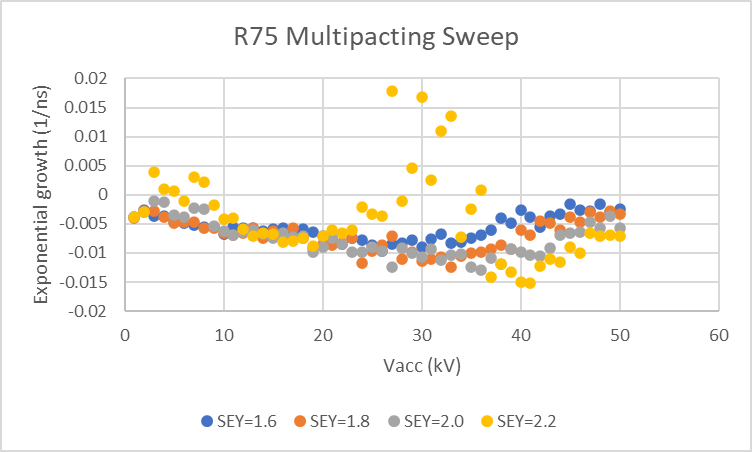 R75 Multipacting Sweep
Exponential growth (1/ns)
0.02
0.015
0.01
0.005
0
-0.005
-0.01
-0.015
-0.02
0 10 20 30 40 50 60
Vacc (kV)
SEY=1.6 SEY=1.8 SEY=2.0 SEY=2.2